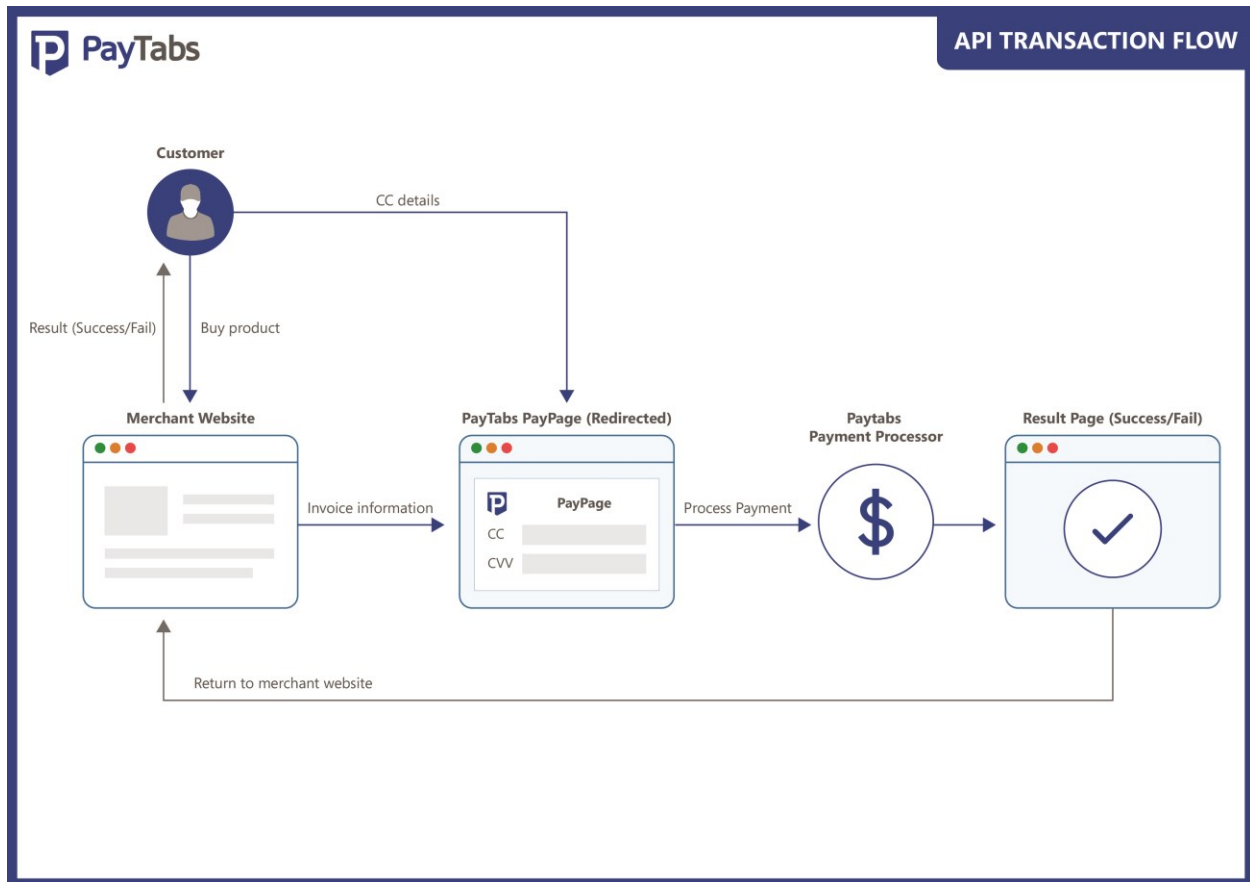 PayTabs
API TRANSACTION FLOW
Customer
CC details
Result (Success/Fail)
Buy product
Merchant Website
PayTabs PayPage (Redirected)
Paytabs
Payment Processor
Result Page (Success/Fail)
Invoice information
PayPage
CC
CVV
Process Payment
$
Return to merchant website